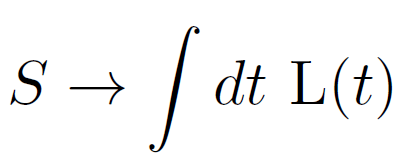 S → ∫ dt L(t)